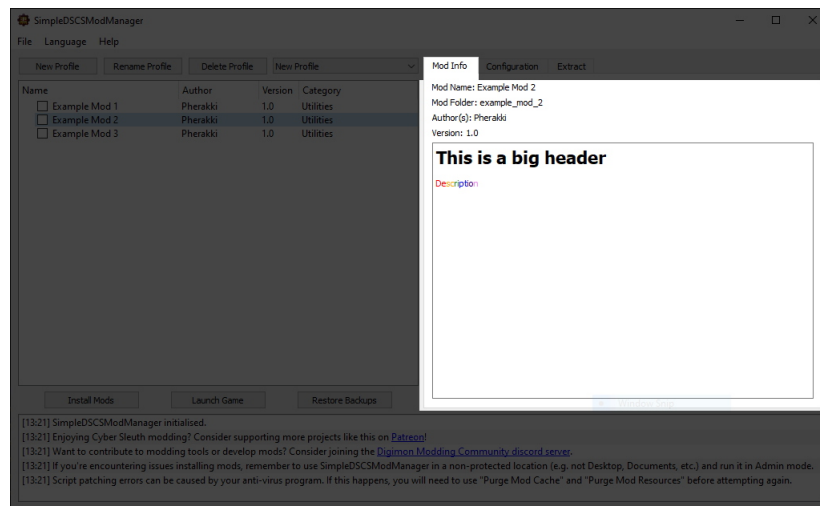 SimpleDSCSModManager
File Language Help
New Profile Rename Profile Delete Profile New Profile
Name Author Version Category
Example Mod 1 Pherakki 1.0 Utilities
Example Mod 2 Pherakki 1.0 Utilities
Example Mod 3 Pherakki 1.0 Utilities
Install Mods Launch Game Restore Backups
Mod Info Configuration Extract
Mod Name: Example Mod 2
Mod Folder: example_mod_2
Author(s): Pherakki
Version: 1.0
This is a big header
Description
Window Snip
[13:21] SimpleDSCSModManager initialised.
[13:21] Enjoying Cyber Sleuth modding? Consider supporting more projects like this on Patreon!
[13:21] Want to contribute to modding tools or develop mods? Consider joining the Digimon Modding Community discord server.
[13:21] If you're encountering issues installing mods, remember to use SimpleDSCSModManager in a non-protected location (e.g. not Desktop, Documents, etc.) and run it in Admin mode.
[13:21] Script patching errors can be caused by your anti-virus program. If this happens, you will need to use "Purge Mod Cache" and "Purge Mod Resources" before attempting again.